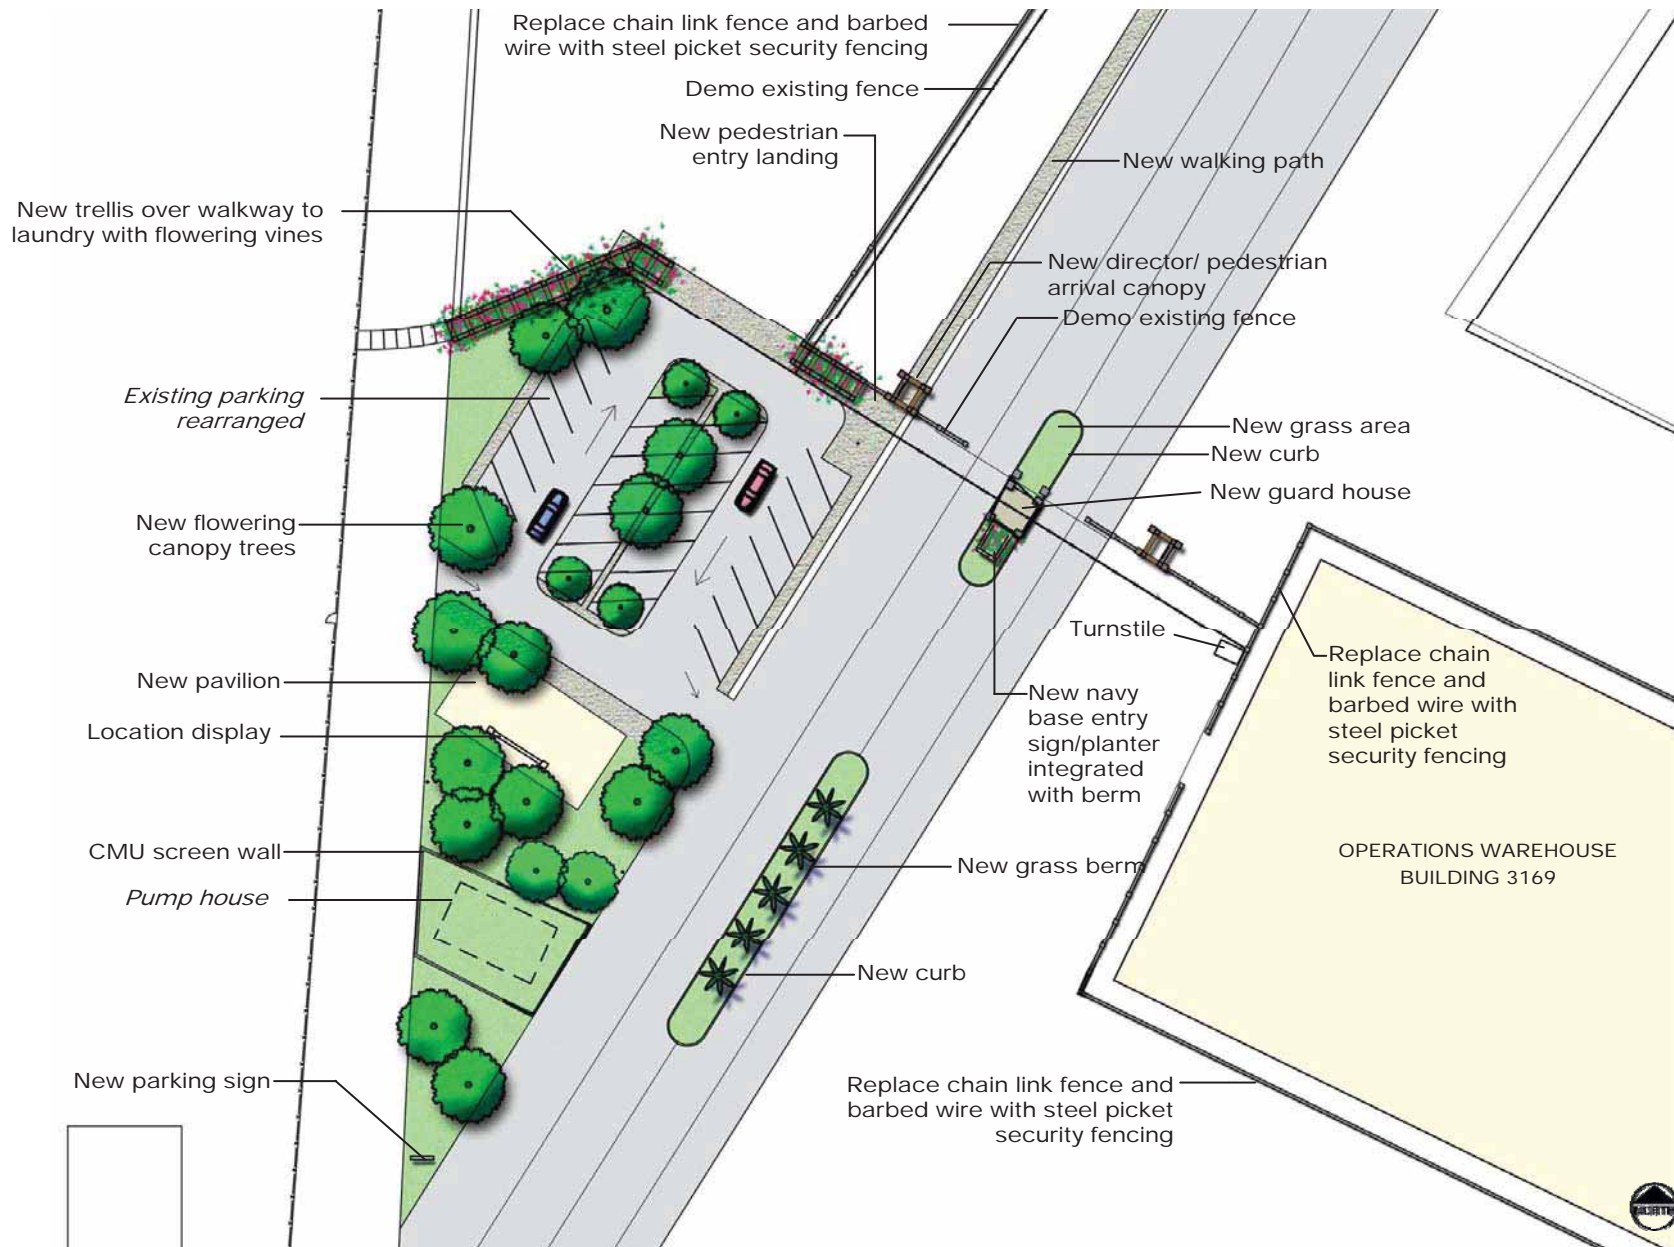 Replace chain link fence and barbed
wire with steel picket security fencing
Demo existing fence
New pedestrian
entry landing
New walking path
New trellis over walkway to
laundry with flowering vines
New director/ pedestrian
arrival canopy
Demo existing fence
Existing parking
rearranged
New grass area
New curb
New guard house
New flowering
canopy trees
Turnstile
Replace chain
link fence and
barbed wire with
steel picket
security fencing
New pavilion
New navy
base entry
sign/planter
integrated
with berm
Location display
CMU screen wall
New grass berm
OPERATIONS WAREHOUSE
BUILDING 3169
Pump house
New curb
New parking sign
Replace chain link fence and
barbed wire with steel picket
security fencing
NORTH